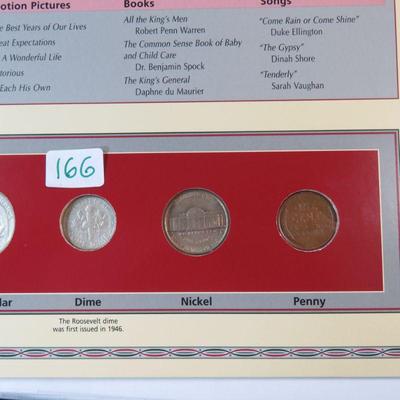 otion Pictures
Books
Songs
e Best Years of Our Lives
eat Expectations
A Wonderful Life
torious
Each His Own
All the King's Men
Robert Penn Warren
The Common Sense Book of Baby
and Child Care
Dr. Benjamin Spock
The King's General
Daphne du Maurier
"Come Rain or Come Shine"
Duke Ellington
"The Gypsy"
Dinah Shore
"Tenderly"
Sarah Vaughan
166
lar
Dime
Nickel
Penny
The Roosevelt dime
was first issued in 1946.